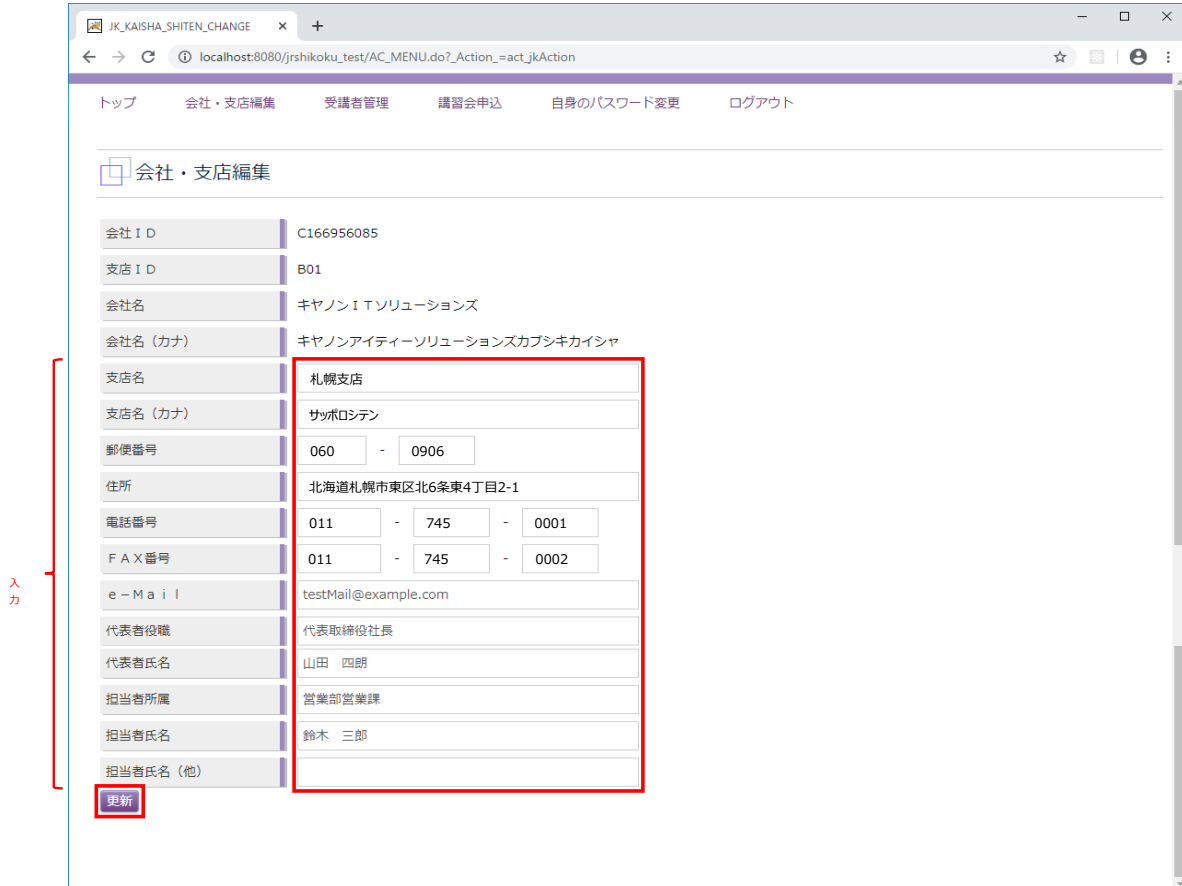 JK_KAISHA_SHITEN_CHANGE
localhost:8080/jrshikoku_test/AC_MENU.do?_Action_=act_jkAction
トップ 会社・支店編集 受講者管理 講習会申込 自身のパスワード変更 ログアウト
会社・支店編集
会社ＩＤ C166956085
支店ＩＤ B01
会社名 キヤノンＩＴソリューションズ
会社名（カナ） キヤノンアイティーソリューションズカブシキカイシャ
支店名 札幌支店
支店名（カナ） サッポロシテン
郵便番号 060 - 0906
住所 北海道札幌市東区北6条東4丁目2-1
電話番号 011 - 745 - 0001
ＦＡＸ番号 011 - 745 - 0002
ｅ－Ｍａｉｌ testMail@example.com
代表者役職 代表取締役社長
代表者氏名 山田　四朗
担当者所属 営業部営業課
担当者氏名 鈴木　三郎
担当者氏名（他）
更新
入
力